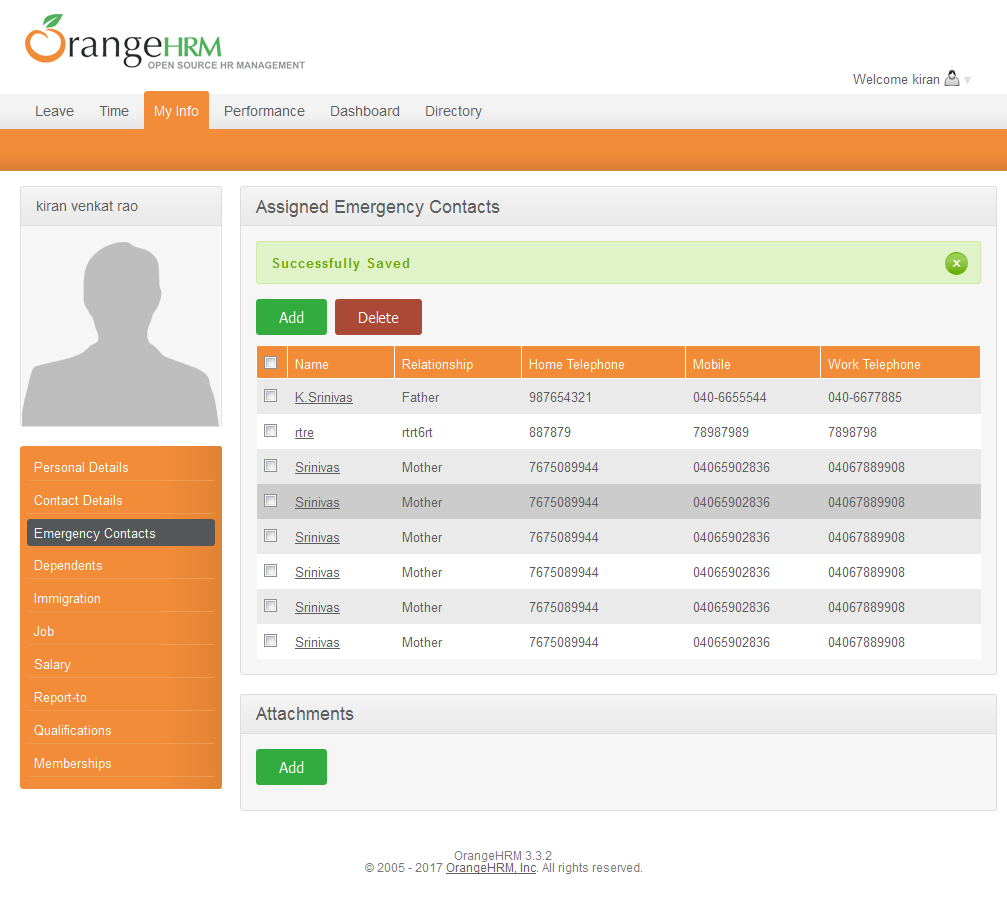 OrangeHRM
OPEN SOURCE HR MANAGEMENT
Welcome kiran
Leave Time My Info Performance Dashboard Directory
kiran venkat rao
Personal Details
Contact Details
Emergency Contacts
Dependents
Immigration
Job
Salary
Report-to
Qualifications
Memberships
Assigned Emergency Contacts
Successfully Saved x
Add Delete
Name Relationship Home Telephone Mobile Work Telephone
K.Srinivas Father 987654321 040-6655544 040-6677885
rtre rtrt6rt 887879 78987989 7898798
Srinivas Mother 7675089944 04065902836 04067889908
Srinivas Mother 7675089944 04065902836 04067889908
Srinivas Mother 7675089944 04065902836 04067889908
Srinivas Mother 7675089944 04065902836 04067889908
Srinivas Mother 7675089944 04065902836 04067889908
Srinivas Mother 7675089944 04065902836 04067889908
Attachments
Add
OrangeHRM 3.3.2
© 2005 - 2017 OrangeHRM, Inc. All rights reserved.